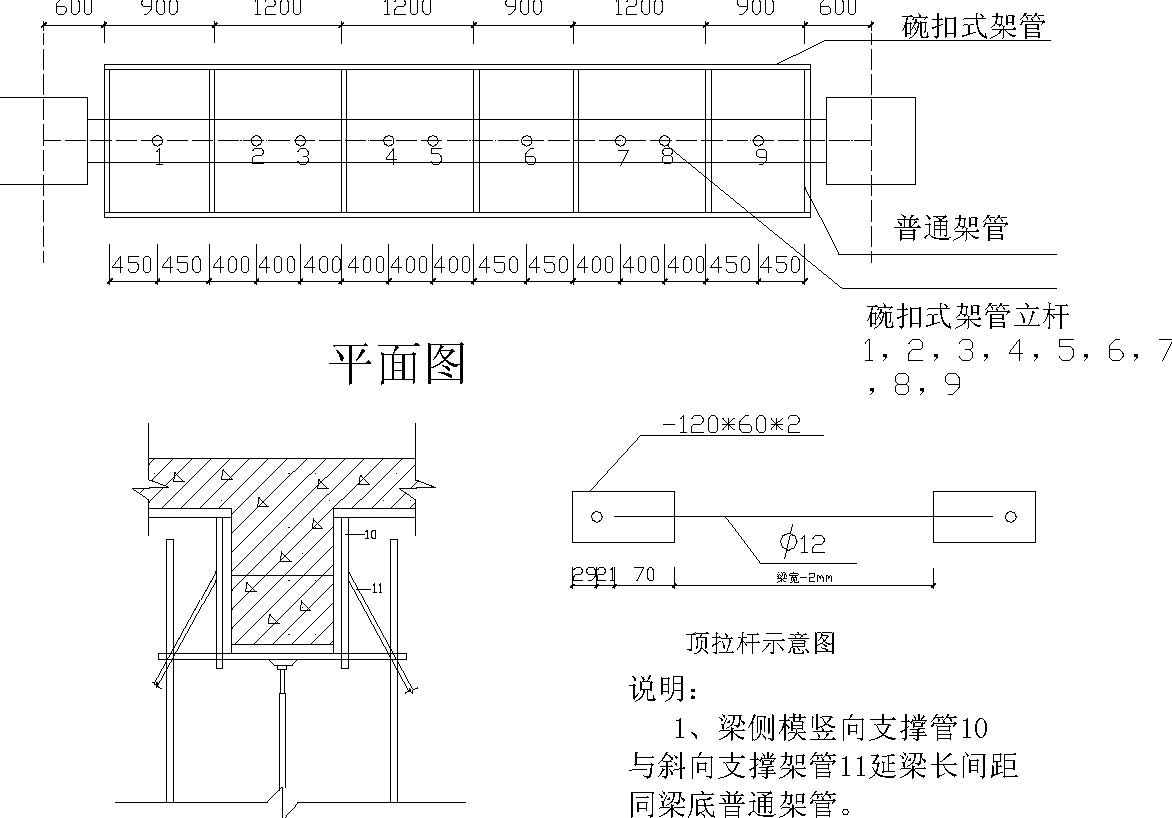 600 900 1200 1200 900 1200 900 600
碗扣式架管
1 2 3 4 5 6 7 8 9
普通架管
450 450 400 400 400 400 400 400 450 450 400 400 400 450 450
碗扣式架管立杆
1，2，3，4，5，6，7
，8，9
平面图
-120*60*2
10
ϕ12
11
29 21 70 梁宽-2mm
顶拉杆示意图
说明：
1、梁侧模竖向支撑管10
与斜向支撑架管11延梁长间距
同梁底普通架管。